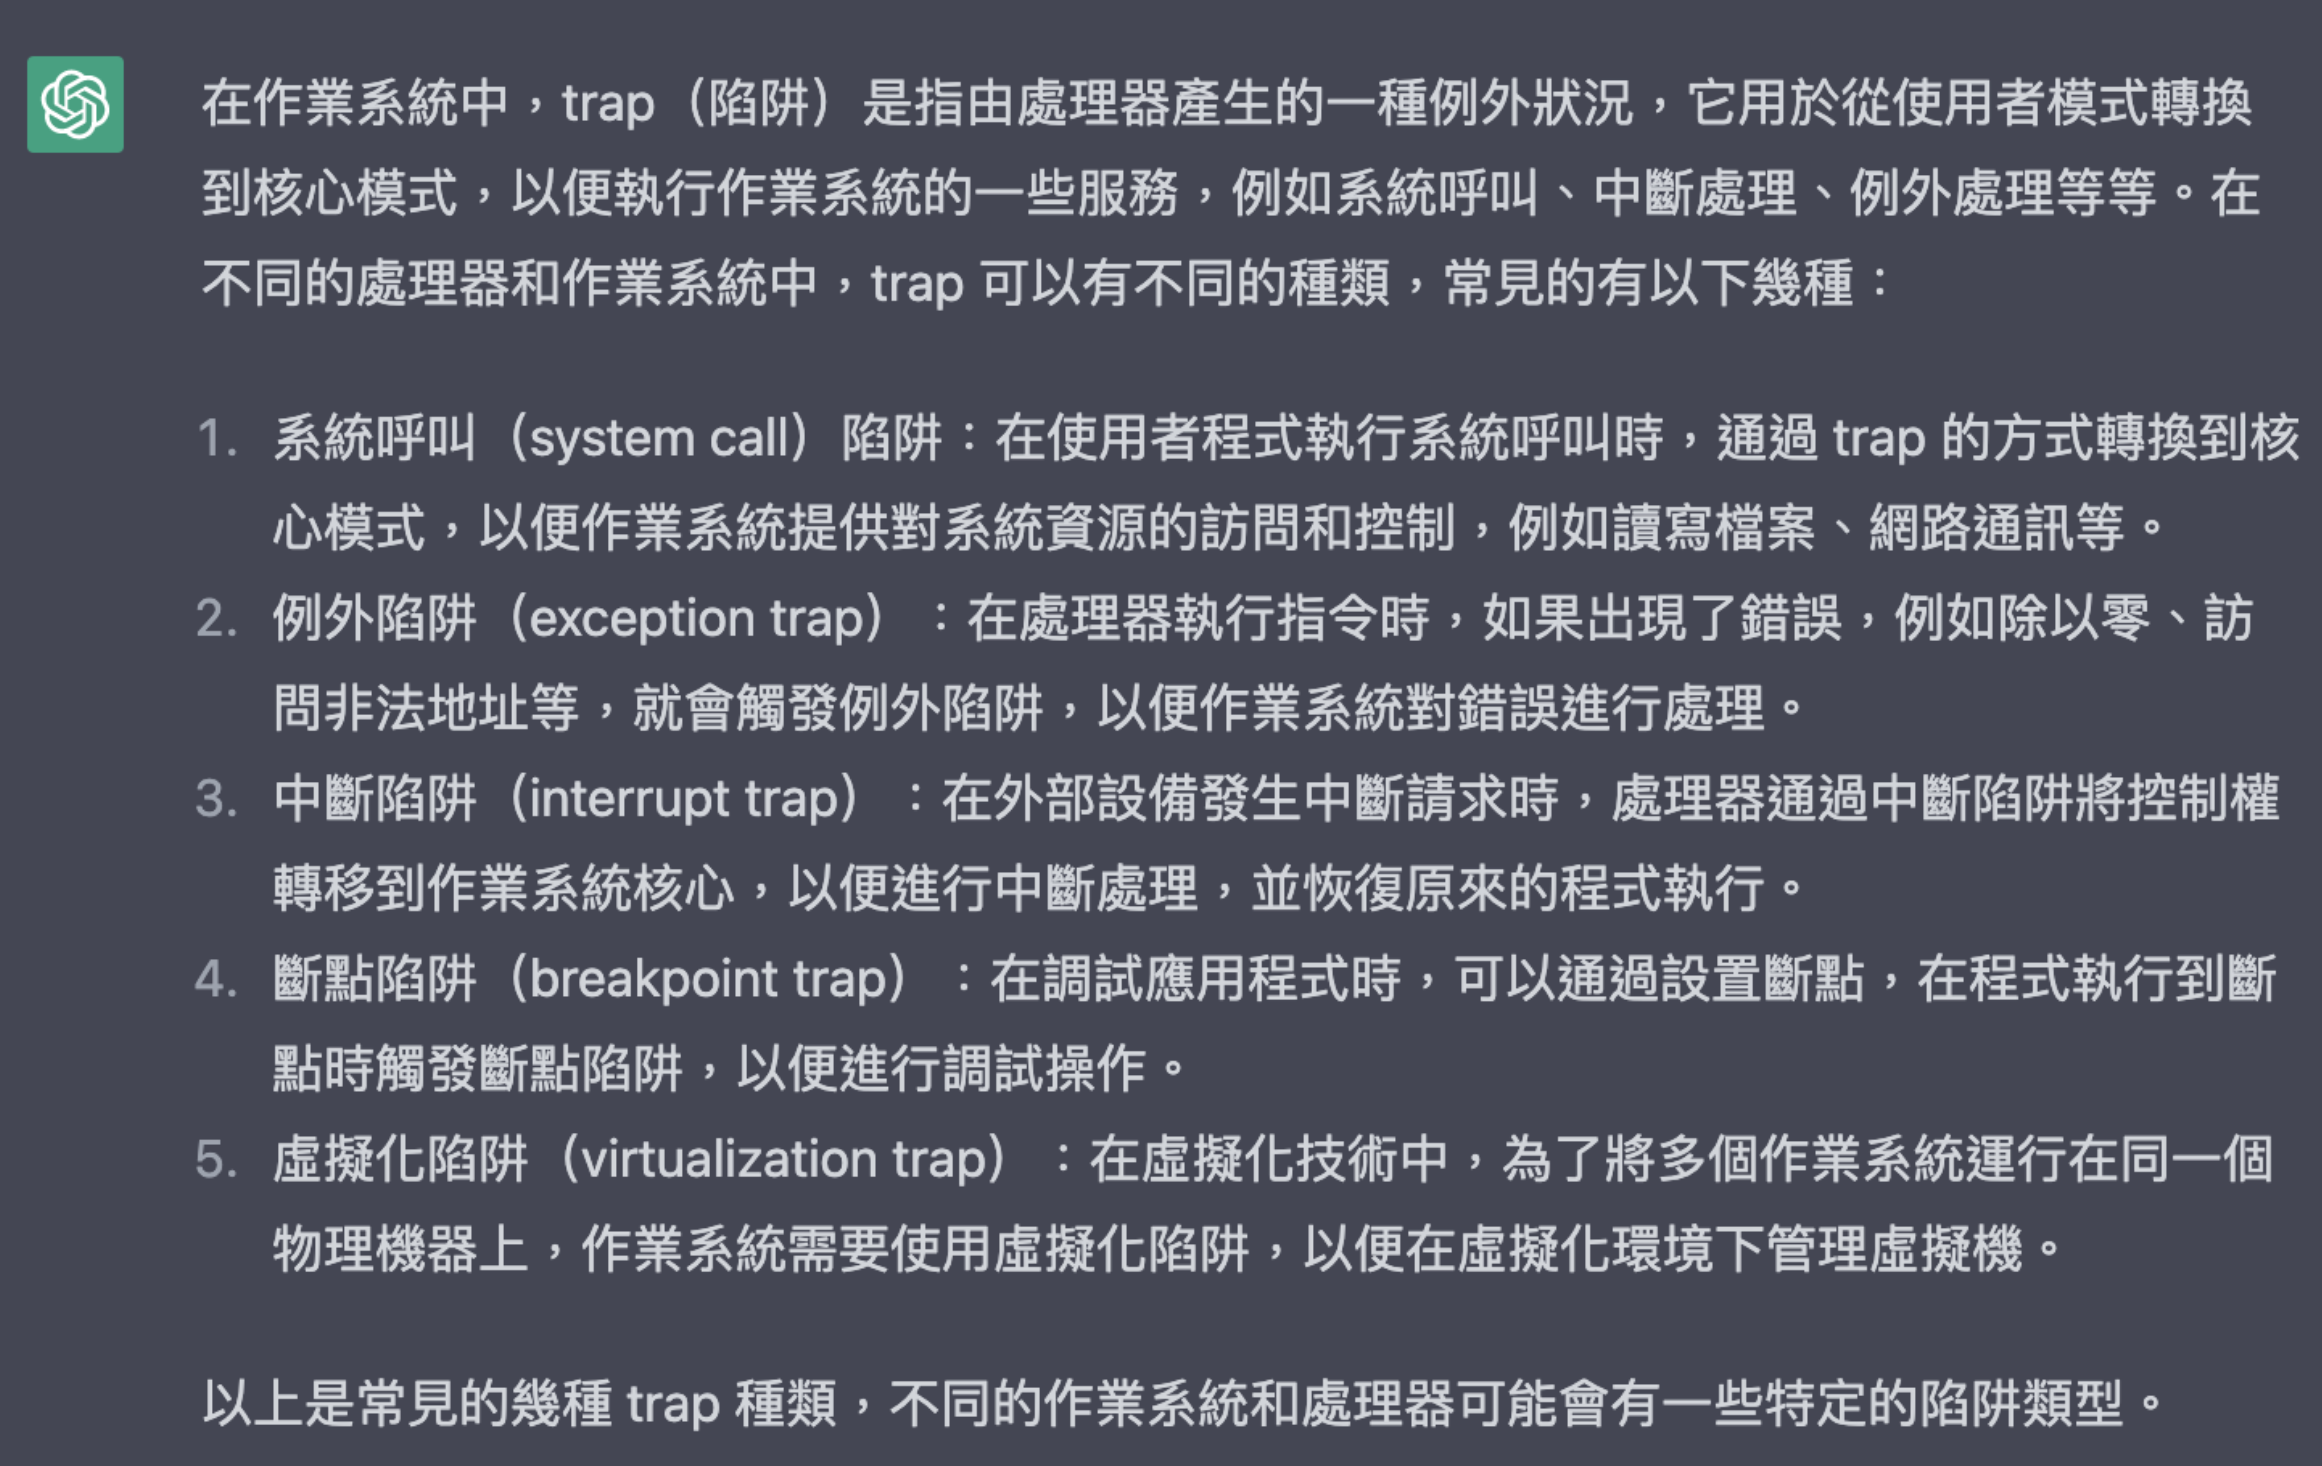 在作業系統中，trap（陷阱）是指由處理器產生的一種例外狀況，它用於從使用者模式轉換
到核心模式，以便執行作業系統的一些服務，例如系統呼叫、中斷處理、例外處理等等。在
不同的處理器和作業系統中，trap 可以有不同的種類，常見的有以下幾種：
1. 系統呼叫（system call）陷阱：在使用者程式執行系統呼叫時，通過 trap 的方式轉換到核
心模式，以便作業系統提供對系統資源的訪問和控制，例如讀寫檔案、網路通訊等。
2. 例外陷阱（exception trap）：在處理器執行指令時，如果出現了錯誤，例如除以零、訪
問非法地址等，就會觸發例外陷阱，以便作業系統對錯誤進行處理。
3. 中斷陷阱（interrupt trap）：在外部設備發生中斷請求時，處理器通過中斷陷阱將控制權
轉移到作業系統核心，以便進行中斷處理，並恢復原來的程式執行。
4. 斷點陷阱（breakpoint trap）：在調試應用程式時，可以通過設置斷點，在程式執行到斷
點時觸發斷點陷阱，以便進行調試操作。
5. 虛擬化陷阱（virtualization trap）：在虛擬化技術中，為了將多個作業系統運行在同一個
物理機器上，作業系統需要使用虛擬化陷阱，以便在虛擬化環境下管理虛擬機。
以上是常見的幾種 trap 種類，不同的作業系統和處理器可能會有一些特定的陷阱類型。